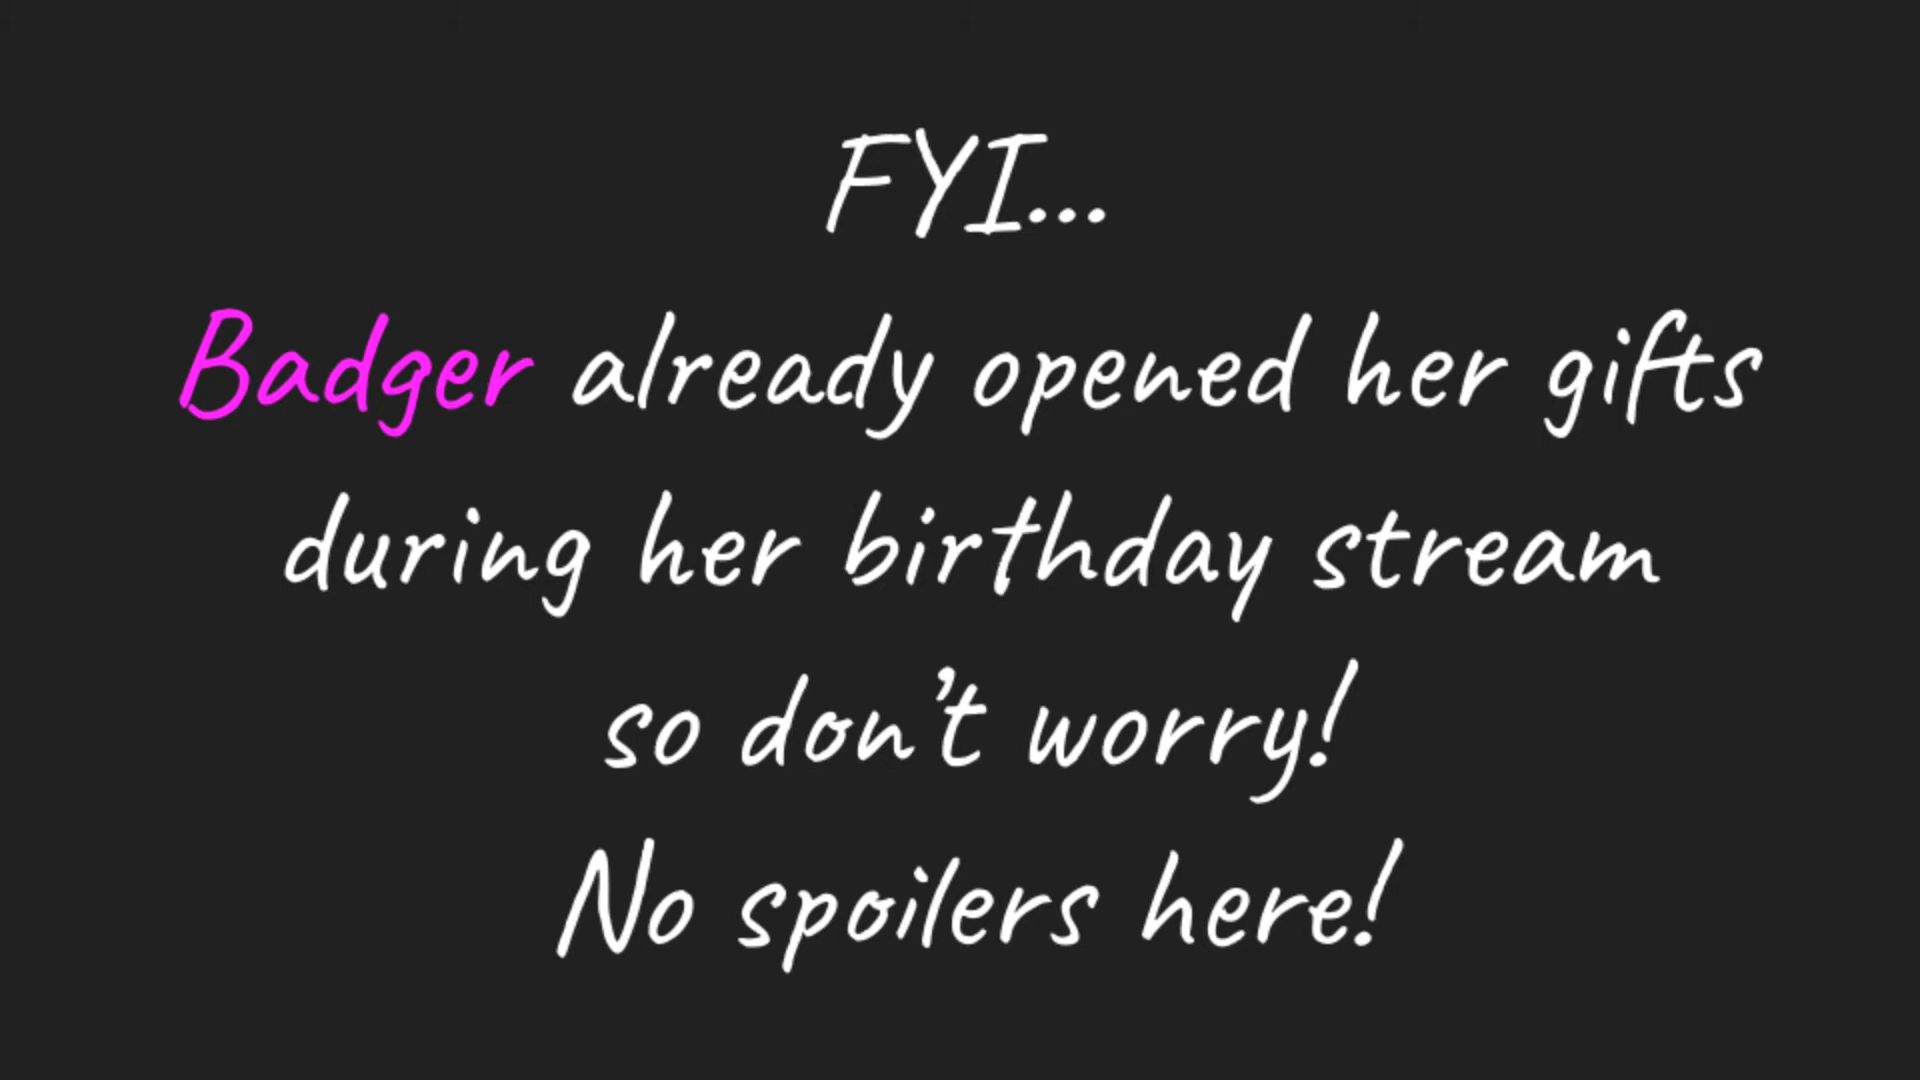 FYI...
Badger already opened her gifts
during her birthday stream
so don't worry!
No spoilers here!